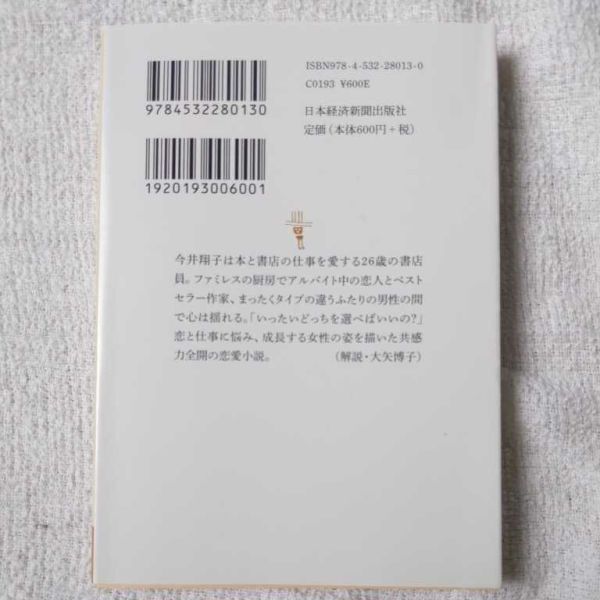 ISBN978-4-532-28013-0
C0193 ¥600E
9784532280130
日本経済新聞出版社
定価(本体600円+税)
1920193006001
今井翔子は本と書店の仕事を愛する26歳の書店
員。ファミレスの厨房でアルバイト中の恋人とベスト
セラー作家、まったくタイプの違うふたりの男性の間
で心は揺れる。「いったいどっちを選べばいいの?」
恋と仕事に悩み、成長する女性の姿を描いた共感
力全開の恋愛小説。 (解説・大矢博子)